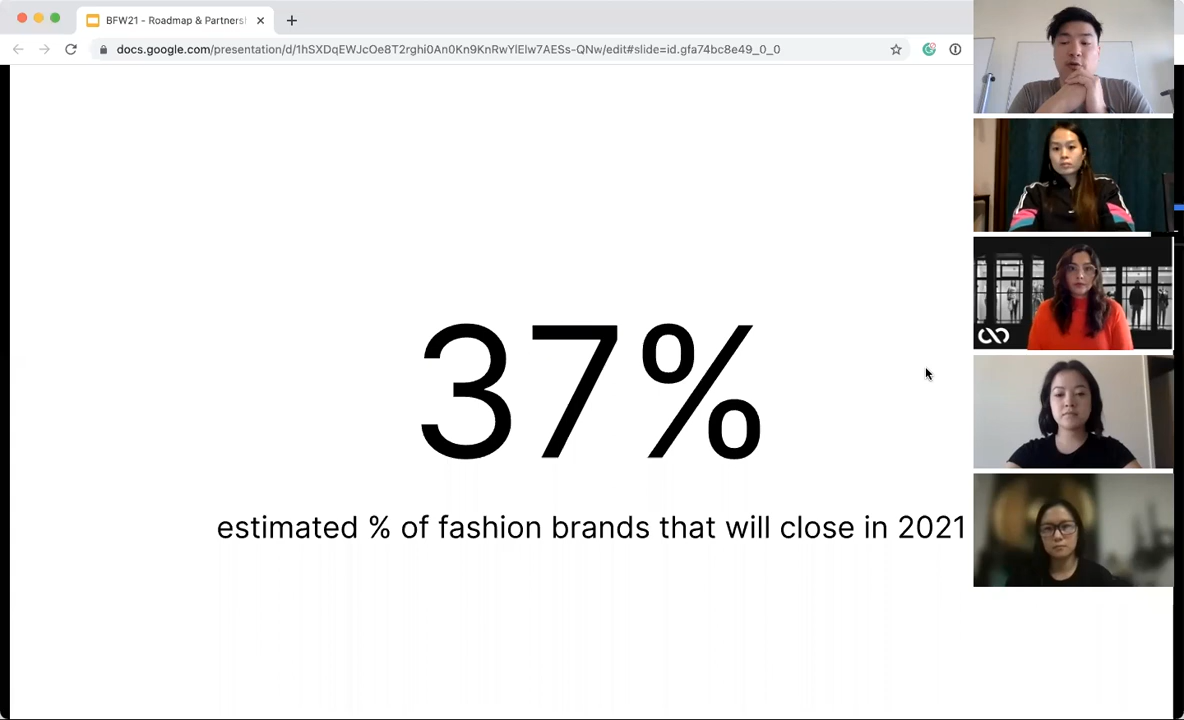 BFW21 - Roadmap & Partners
docs.google.com/presentation/d/1hSXDqEWJcOe8T2rghi0An0Kn9KnRwYlElw7AESs-QNw/edit#slide=id.gfa74bc8e49_0_0
37%
estimated % of fashion brands that will close in 2021